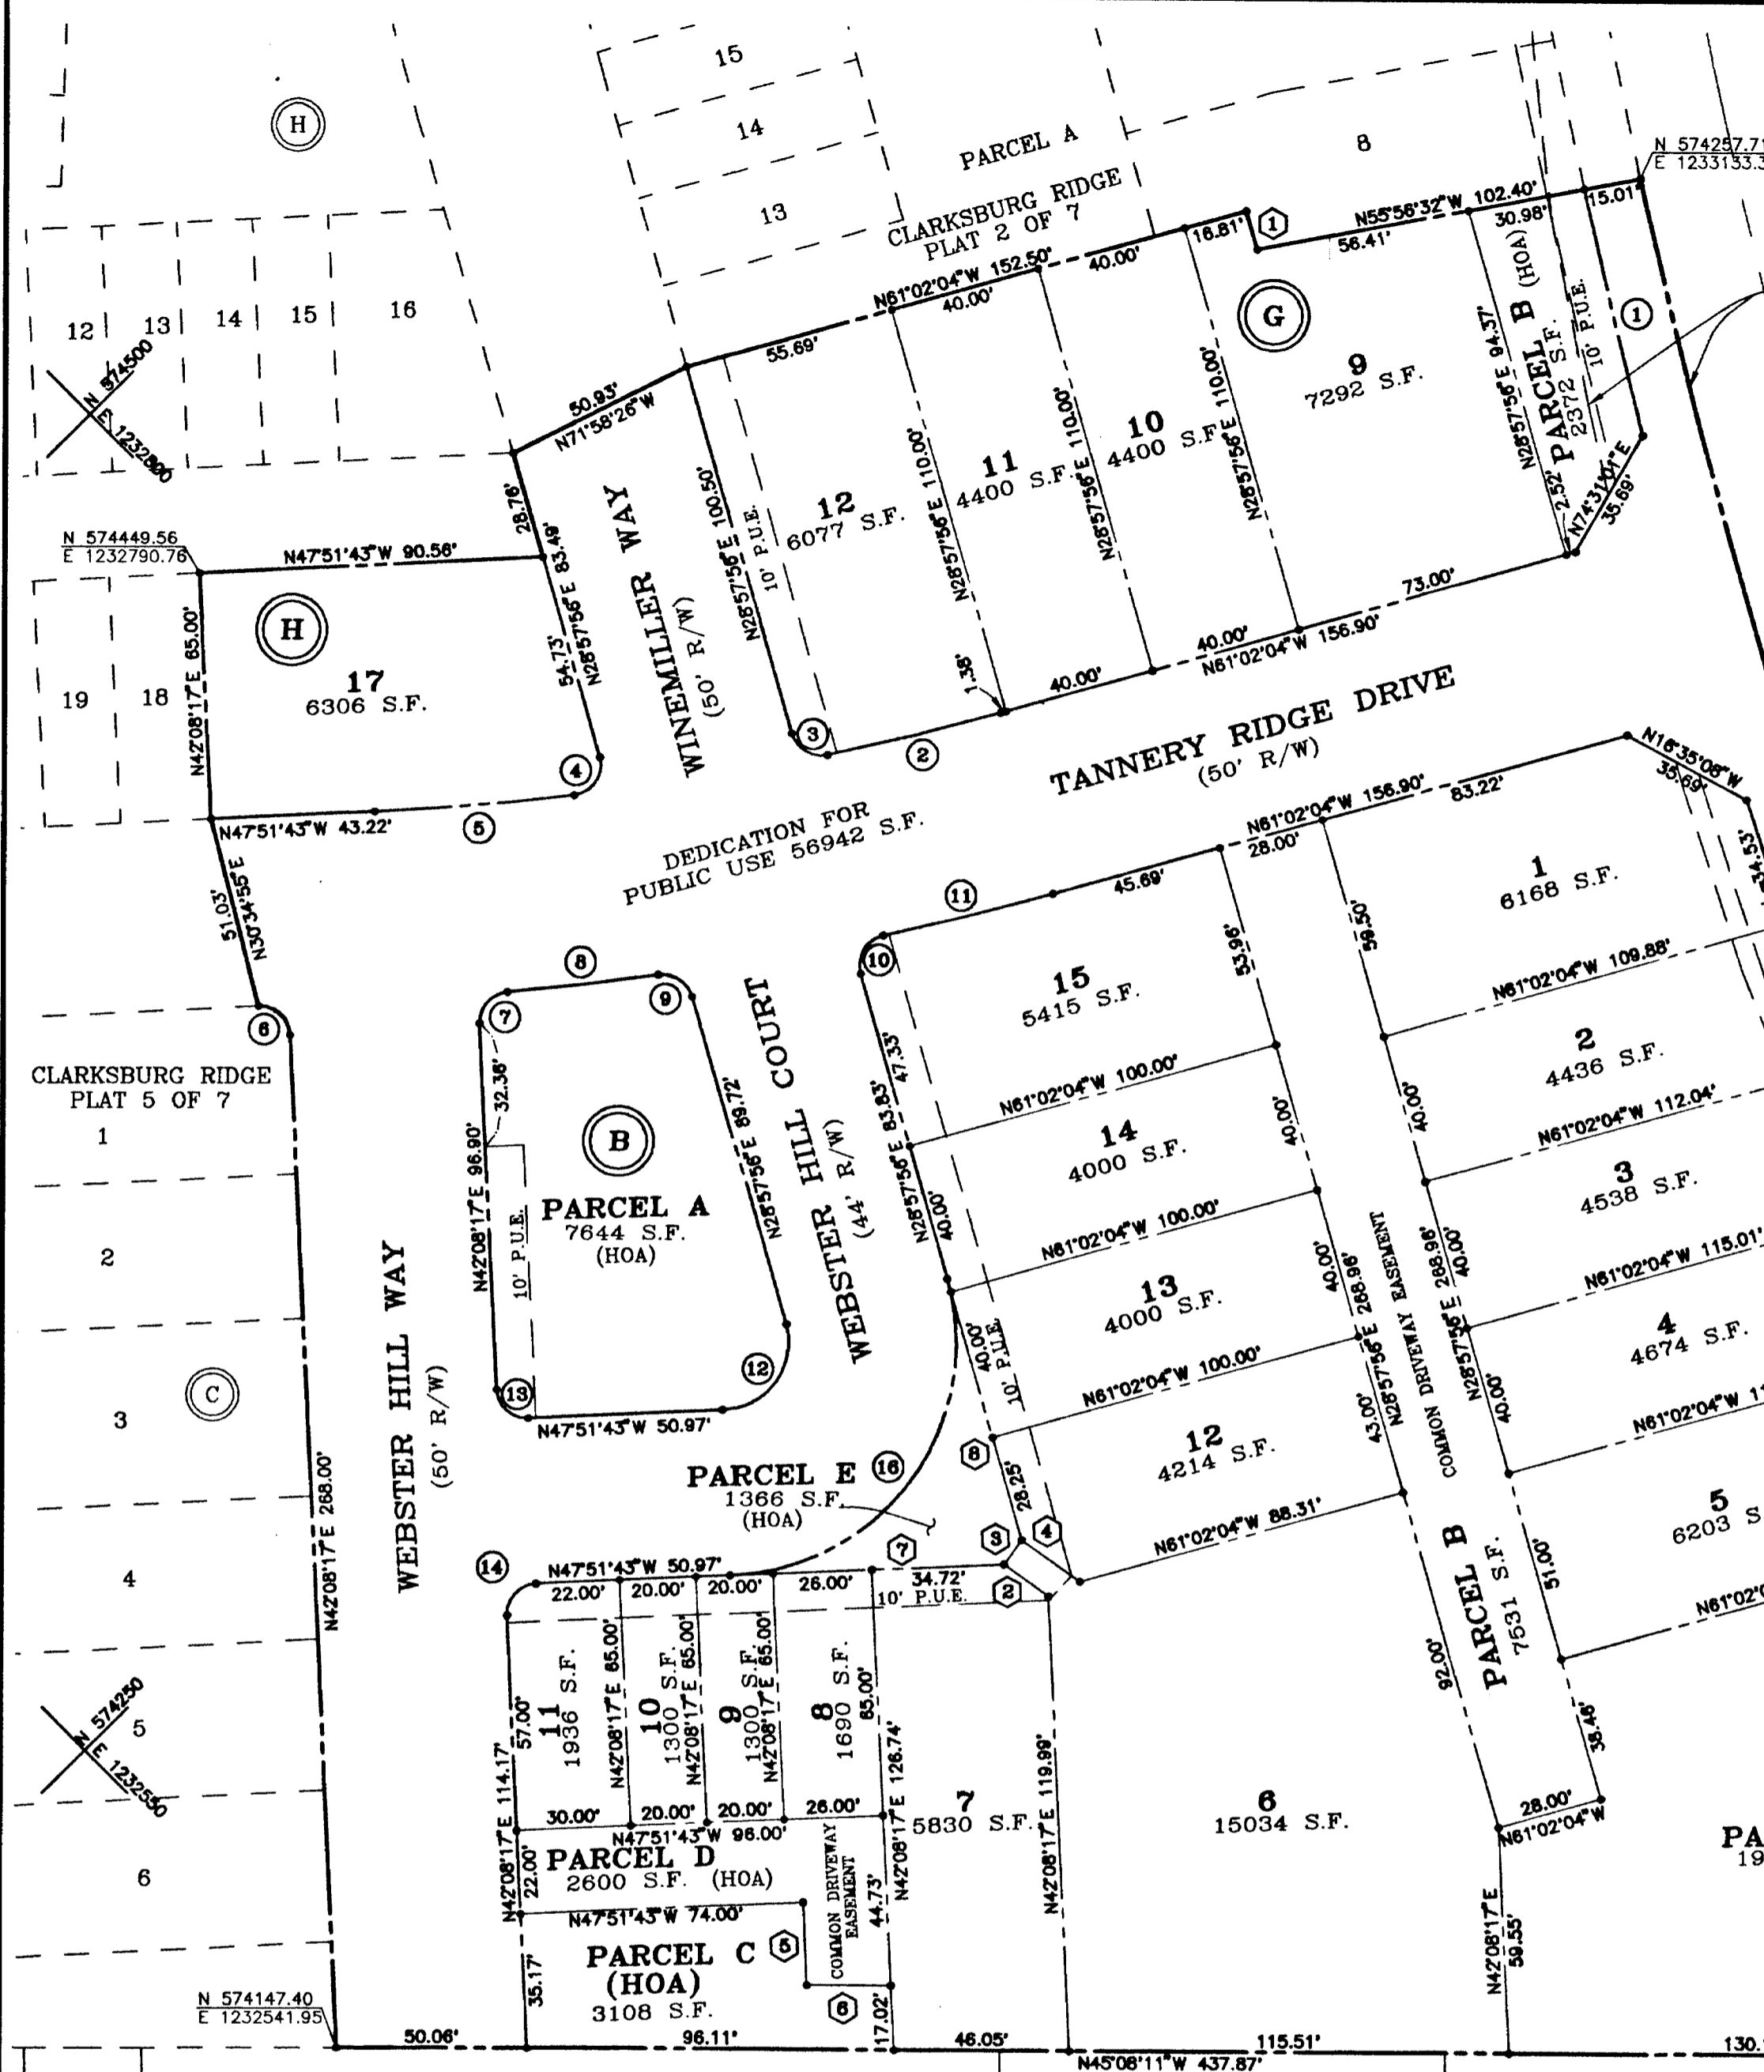 15
14
13
H
PARCEL A
CLARKSBURG RIDGE
PLAT 2 OF 7
8
N 574257.71
E 1233133.3
12
13
14
15
16
N 574500
E 1232800
50.93'
N71°58'26"W
55.69'
N61°02'04"W 152.50'
40.00'
40.00'
16.81'
1
N55°56'32"W 102.40'
56.41'
30.98'
15.01'
G
9
7292 S.F.
N28°57'56"E 94.37'
PARCEL B (HOA)
2372 S.F.
10' P.U.E.
1
2.52'
N74°31'01"E
35.69'
10
4400 S.F.
N28°57'56"E 110.00'
11
4400 S.F.
N28°57'56"E 110.00'
12
6077 S.F.
N28°57'56"E 110.00'
N28°57'56"E 100.50'
10' P.U.E.
28.76'
N28°57'56"E 83.49'
54.73'
WINEMILLER WAY
(50' R/W)
N 574449.56
E 1232790.76
N47°51'43"W 90.56'
H
17
6306 S.F.
N42°08'17"E 65.00'
19
18
3
4
2
5
1.38'
40.00'
40.00'
N61°02'04"W 156.90'
73.00'
TANNERY RIDGE DRIVE
(50' R/W)
N47°51'43"W 43.22'
DEDICATION FOR
PUBLIC USE 56942 S.F.
51.03'
N30°34'55"E
6
CLARKSBURG RIDGE
PLAT 5 OF 7
1
2
3
C
4
5
6
N 574250
E 1232550
N 574147.40
E 1232541.95
N42°08'17"E 268.00'
WEBSTER HILL WAY
(50' R/W)
7
8
9
32.36'
N42°08'17"E 96.90'
10' P.U.E.
B
PARCEL A
7644 S.F.
(HOA)
N28°57'56"E 89.72'
12
13
N47°51'43"W 50.97'
WEBSTER HILL COURT
(44' R/W)
10
11
45.69'
N61°02'04"W 156.90'
28.00'
83.22'
N16°35'08"W
35.69'
34.53'
15
5415 S.F.
53.96'
N28°57'56"E 83.83'
47.33'
N61°02'04"W 100.00'
14
4000 S.F.
40.00'
40.00'
N61°02'04"W 100.00'
13
4000 S.F.
40.00'
10' P.U.E.
40.00'
N28°57'56"E 268.96'
N61°02'04"W 100.00'
12
4214 S.F.
43.00'
8
28.25'
N61°02'04"W 88.31'
3
4
2
7
1
6168 S.F.
59.50'
N61°02'04"W 109.88'
2
4436 S.F.
40.00'
N61°02'04"W 112.04'
3
4538 S.F.
40.00'
N28°57'56"E 268.96'
N61°02'04"W 115.01'
4
4674 S.F.
40.00'
N61°02'04"W 11
5
6203 S
51.00'
N61°02'0
COMMON DRIVEWAY EASEMENT
PARCEL B
7531 S.F.
92.00'
38.46'
28.00'
N61°02'04"W
PARCEL E
1366 S.F.
(HOA)
16
14
N47°51'43"W 50.97'
22.00'
20.00'
20.00'
26.00'
34.72'
10' P.U.E.
11
1936 S.F.
57.00'
N42°08'17"E 114.17'
N42°08'17"E 65.00'
10
1300 S.F.
N42°08'17"E 65.00'
9
1300 S.F.
N42°08'17"E 65.00'
8
1690 S.F.
65.00'
N42°08'17"E 126.74'
30.00'
20.00'
20.00'
26.00'
N47°51'43"W 96.00'
7
5830 S.F.
N42°08'17"E 119.99'
6
15034 S.F.
PARCEL D
2600 S.F. (HOA)
22.00'
COMMON DRIVEWAY
EASEMENT
44.73'
N47°51'43"W 74.00'
PARCEL C
(HOA)
3108 S.F.
5
6
35.17'
17.02'
N42°08'17"E
59.55'
PA
19
50.06'
96.11'
46.05'
115.51'
130.
N45°06'11"W 437.87'